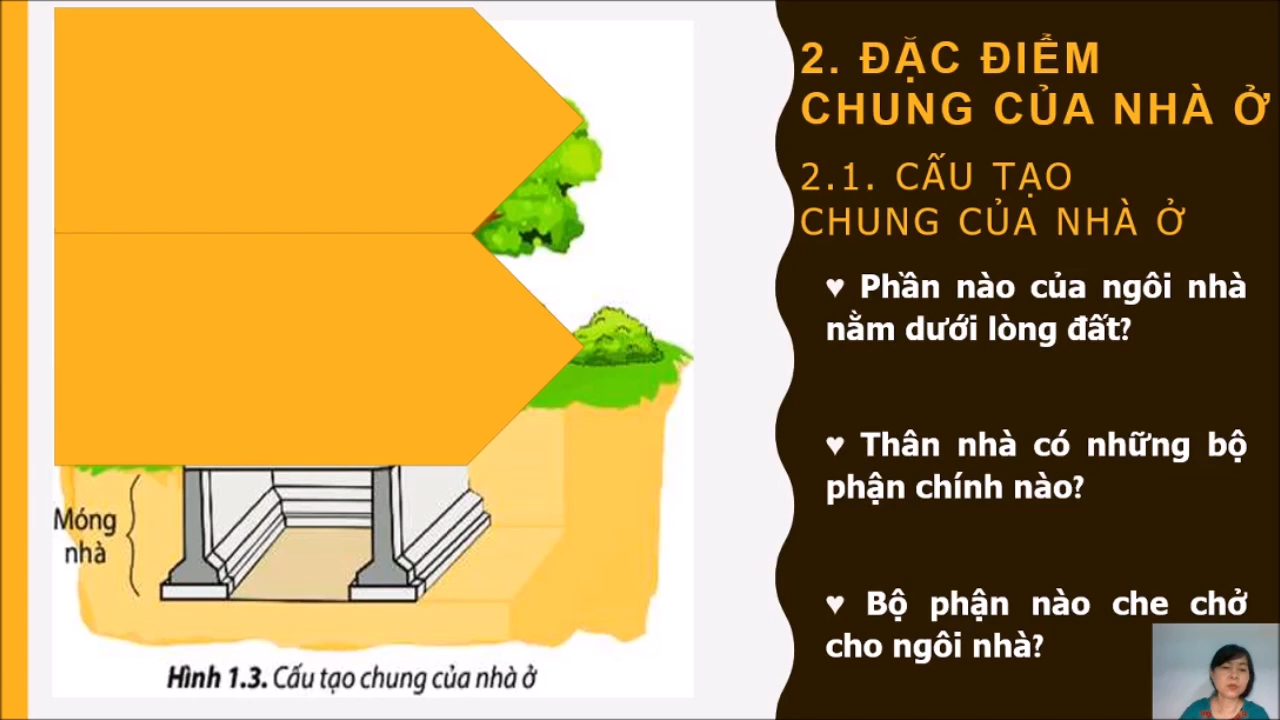 2. ĐẶC ĐIỂM
CHUNG CỦA NHÀ Ở
2.1. CẤU TẠO
CHUNG CỦA NHÀ Ở
♥ Phần nào của ngôi nhà
nằm dưới lòng đất?
♥ Thân nhà có những bộ
phận chính nào?
♥ Bộ phận nào che chở
cho ngôi nhà?
Móng
nhà
Hình 1.3. Cấu tạo chung của nhà ở